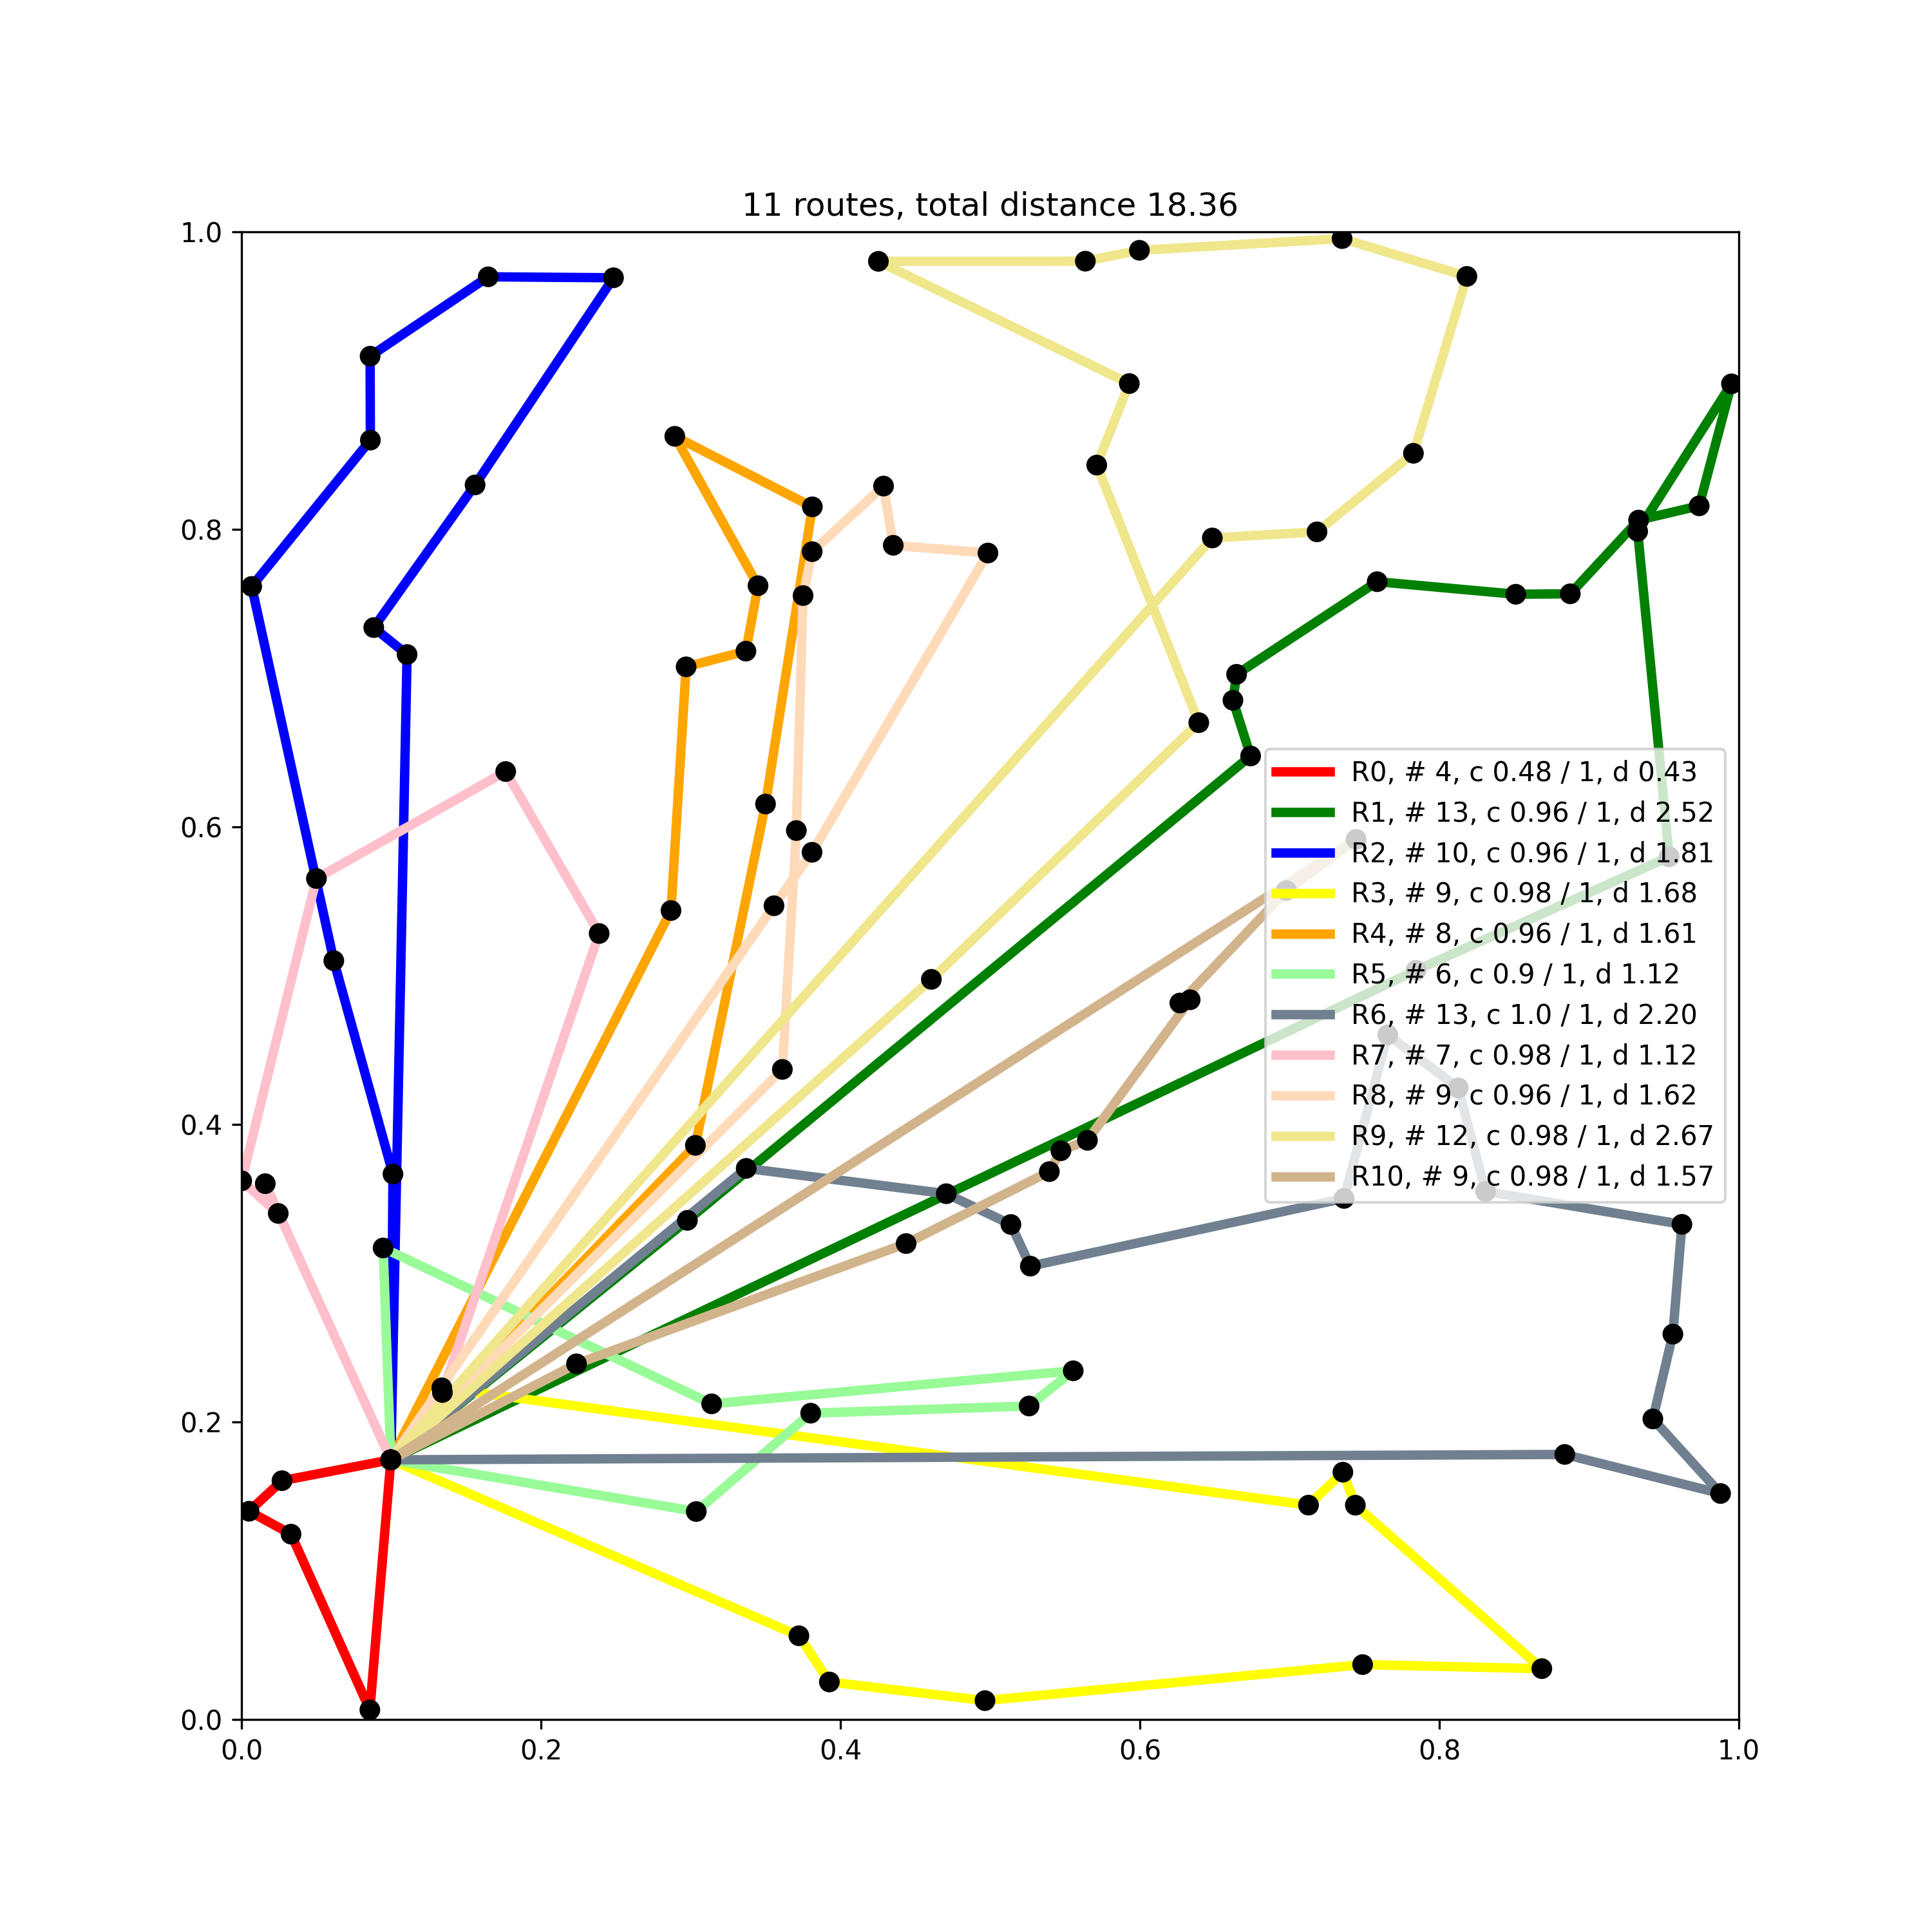 11 routes, total distance 18.36
1.0
0.8
0.6
0.4
0.2
0.0
R0, # 4, c 0.48 / 1, d 0.43
R1, # 13, c 0.96 / 1, d 2.52
R2, # 10, c 0.96 / 1, d 1.81
R3, # 9, c 0.98 / 1, d 1.68
R4, # 8, c 0.96 / 1, d 1.61
R5, # 6, c 0.9 / 1, d 1.12
R6, # 13, c 1.0 / 1, d 2.20
R7, # 7, c 0.98 / 1, d 1.12
R8, # 9, c 0.96 / 1, d 1.62
R9, # 12, c 0.98 / 1, d 2.67
R10, # 9, c 0.98 / 1, d 1.57
0.0 0.2 0.4 0.6 0.8 1.0